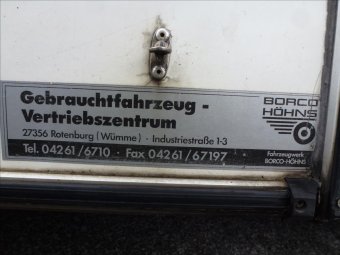 Gebrauchtfahrzeug -
Vertriebszentrum
27356 Rotenburg (Wümme) · Industriestraße 1-3
Tel. 04261/6710 · Fax 04261/67197
BORCO
HÖHNS
Fahrzeugwerk
BORCO-HÖHNS